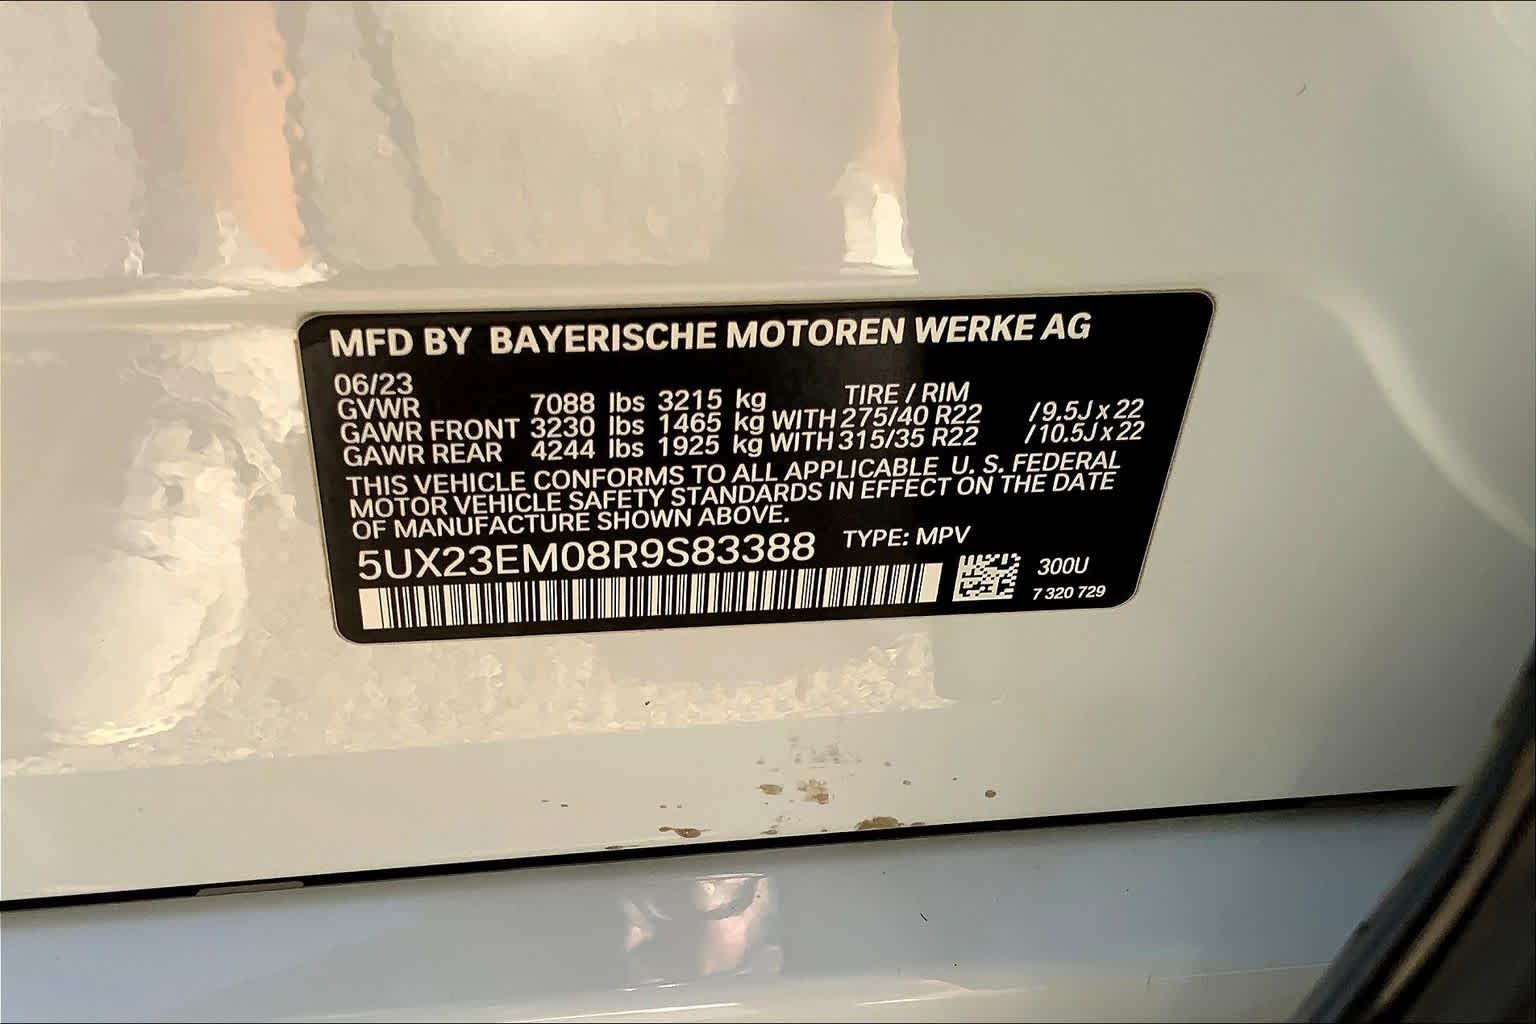 MFD BY BAYERISCHE MOTOREN WERKE AG
06/23
GVWR 7088 lbs 3215 kg TIRE / RIM
GAWR FRONT 3230 lbs 1465 kg WITH 275/40 R22 / 9.5J x 22
GAWR REAR 4244 lbs 1925 kg WITH 315/35 R22 / 10.5J x 22
THIS VEHICLE CONFORMS TO ALL APPLICABLE U. S. FEDERAL
MOTOR VEHICLE SAFETY STANDARDS IN EFFECT ON THE DATE
OF MANUFACTURE SHOWN ABOVE.
5UX23EM08R9S83388 TYPE: MPV
300U
7 320 729